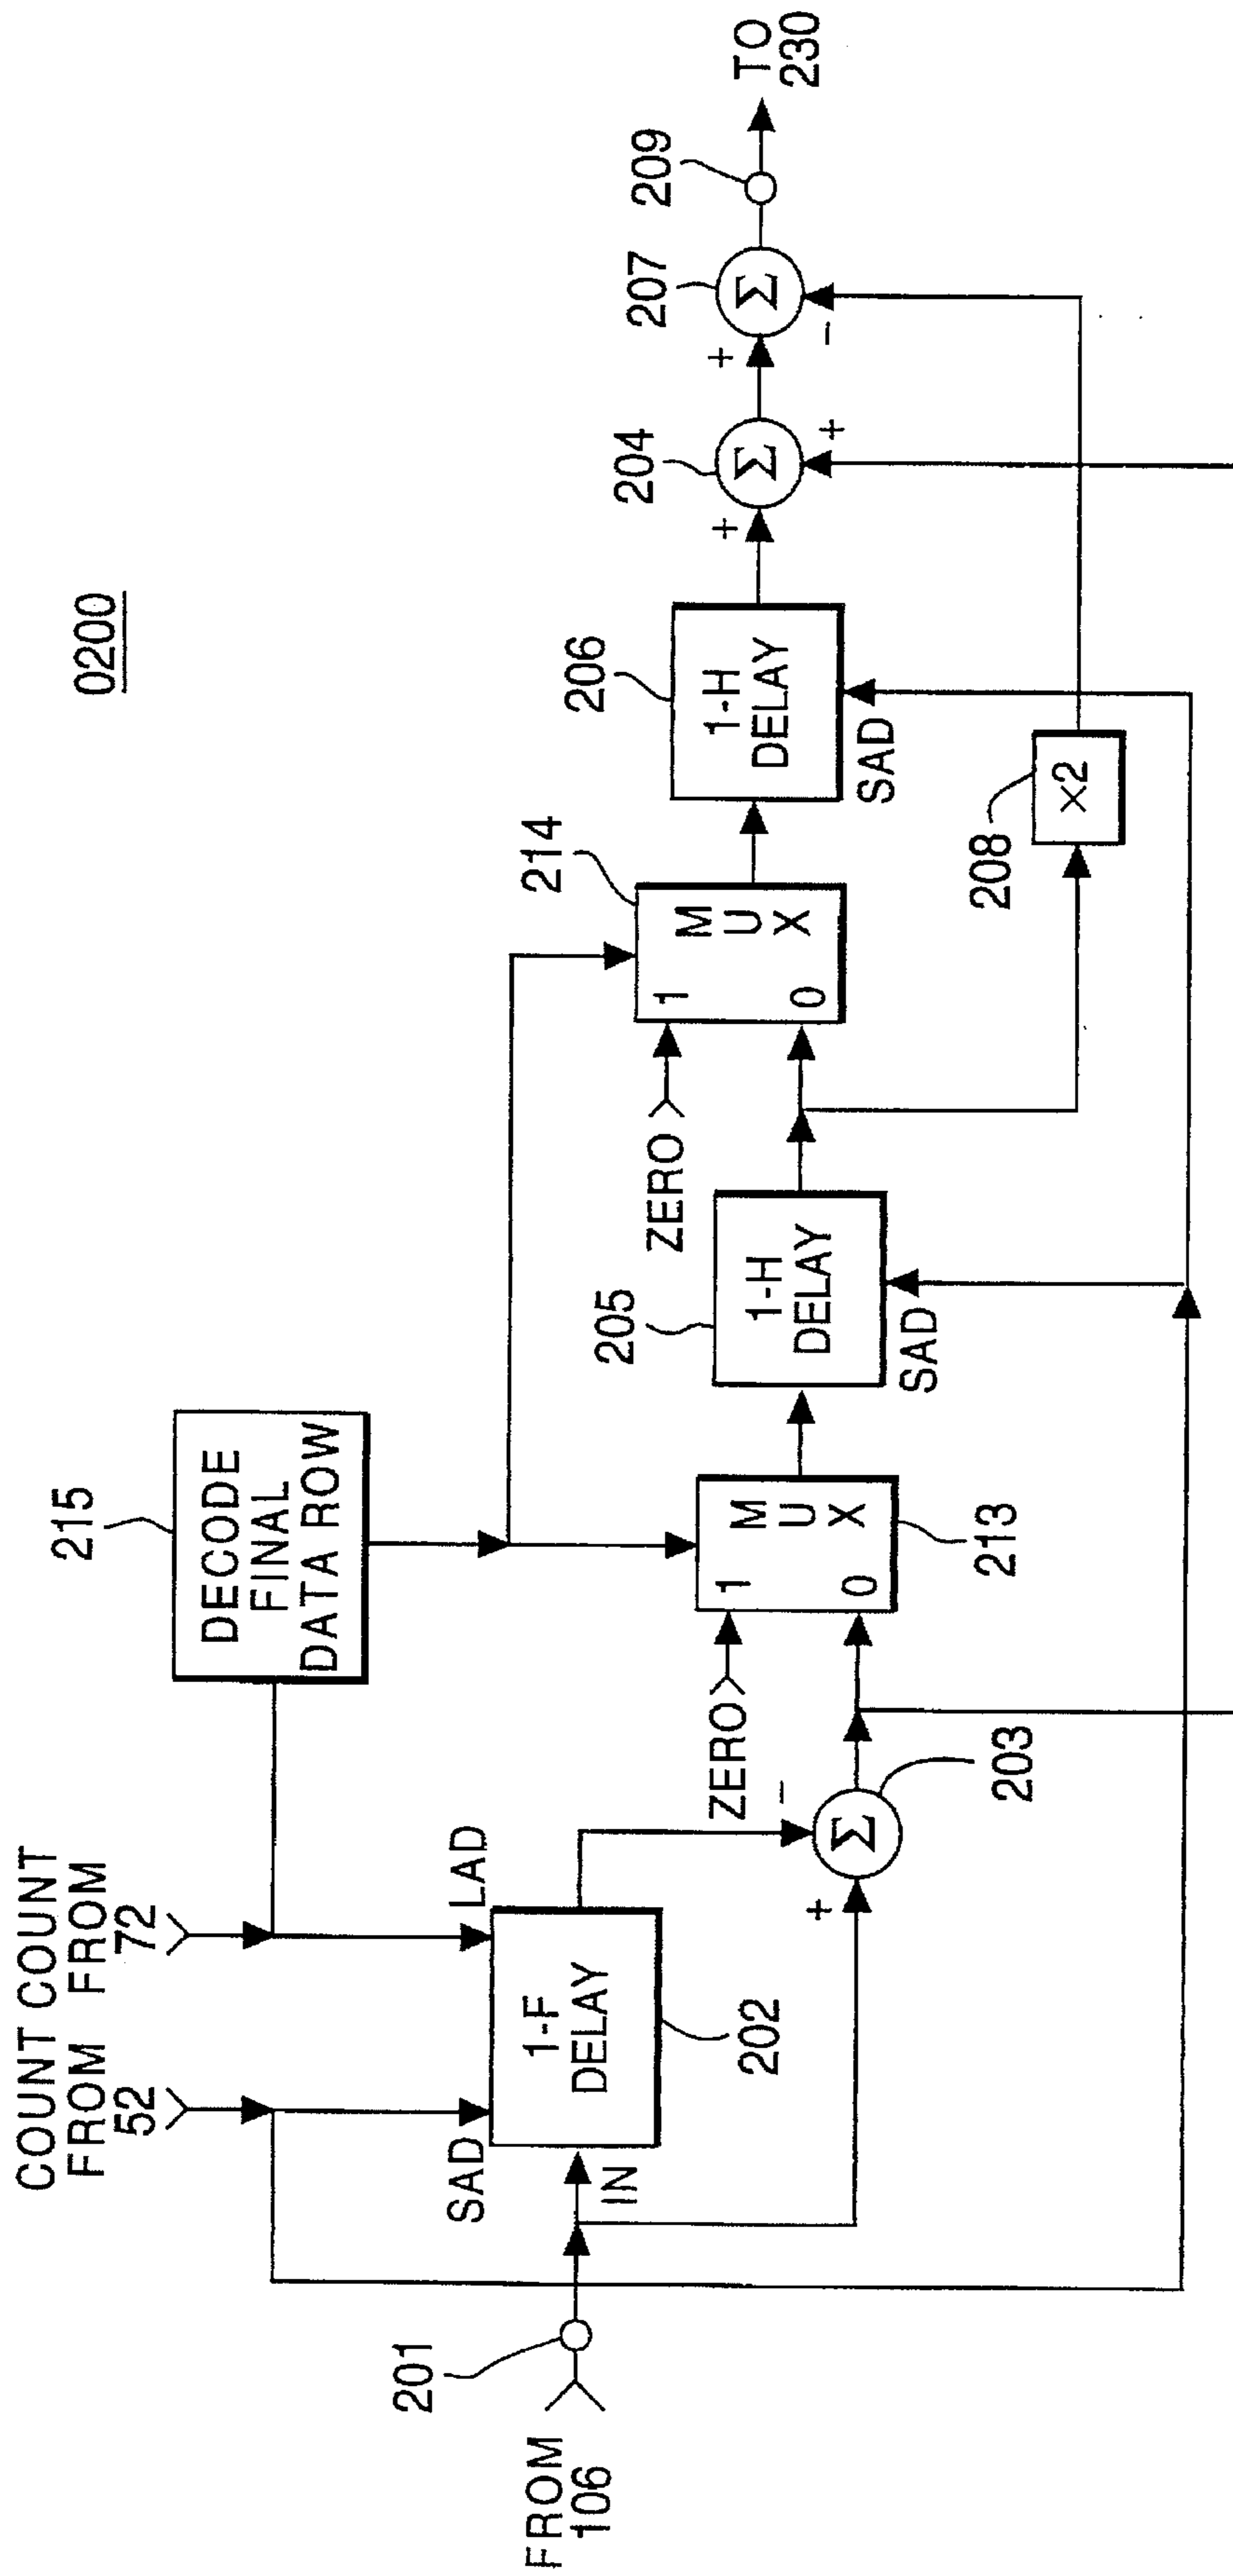 0200
COUNT COUNT
FROM FROM
52 72
215
DECODE
FINAL
DATA ROW
SAD
LAD
1-F
DELAY
202
IN
201
FROM
106
+
-
Σ
203
ZERO
1
0
MUX
213
205
1-H
DELAY
SAD
ZERO
1
0
MUX
214
206
1-H
DELAY
SAD
208
×2
204
+
+
Σ
207
+
-
Σ
209
TO
230